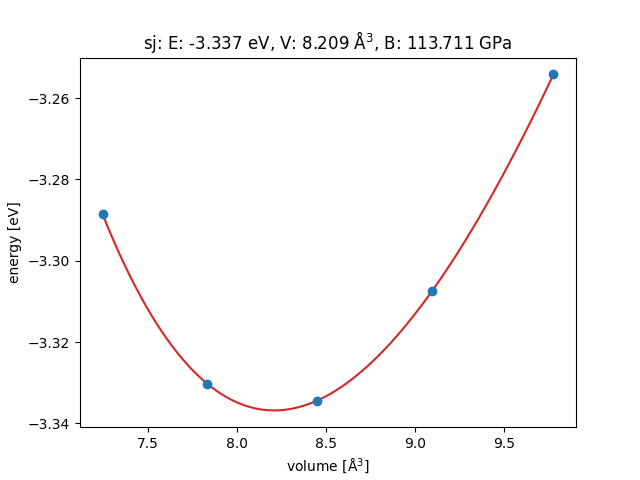 sj: E: -3.337 eV, V: 8.209 Å³, B: 113.711 GPa
−3.26
−3.28
−3.30
−3.32
−3.34
energy [eV]
7.5 8.0 8.5 9.0 9.5
volume [Å³]